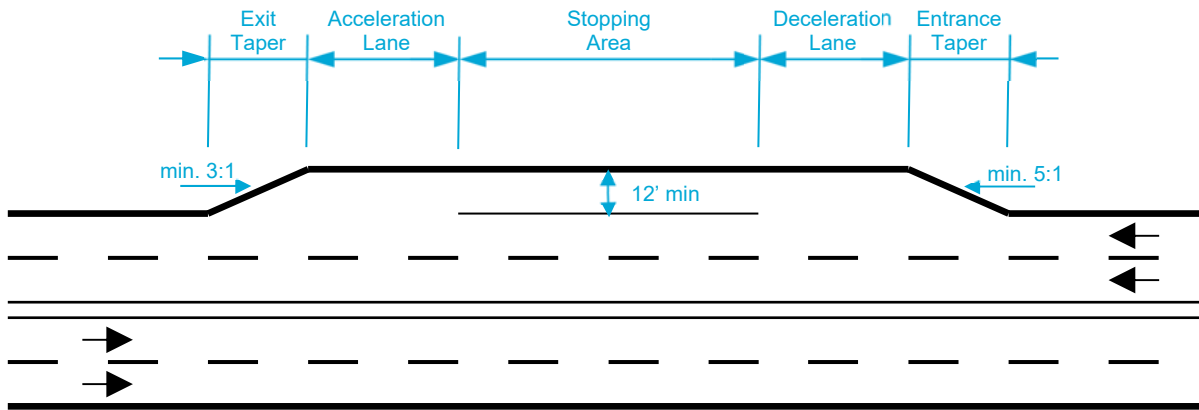 Exit
Taper
Acceleration
Lane
Stopping
Area
Deceleration
Lane
Entrance
Taper
min. 3:1
12’ min
min. 5:1